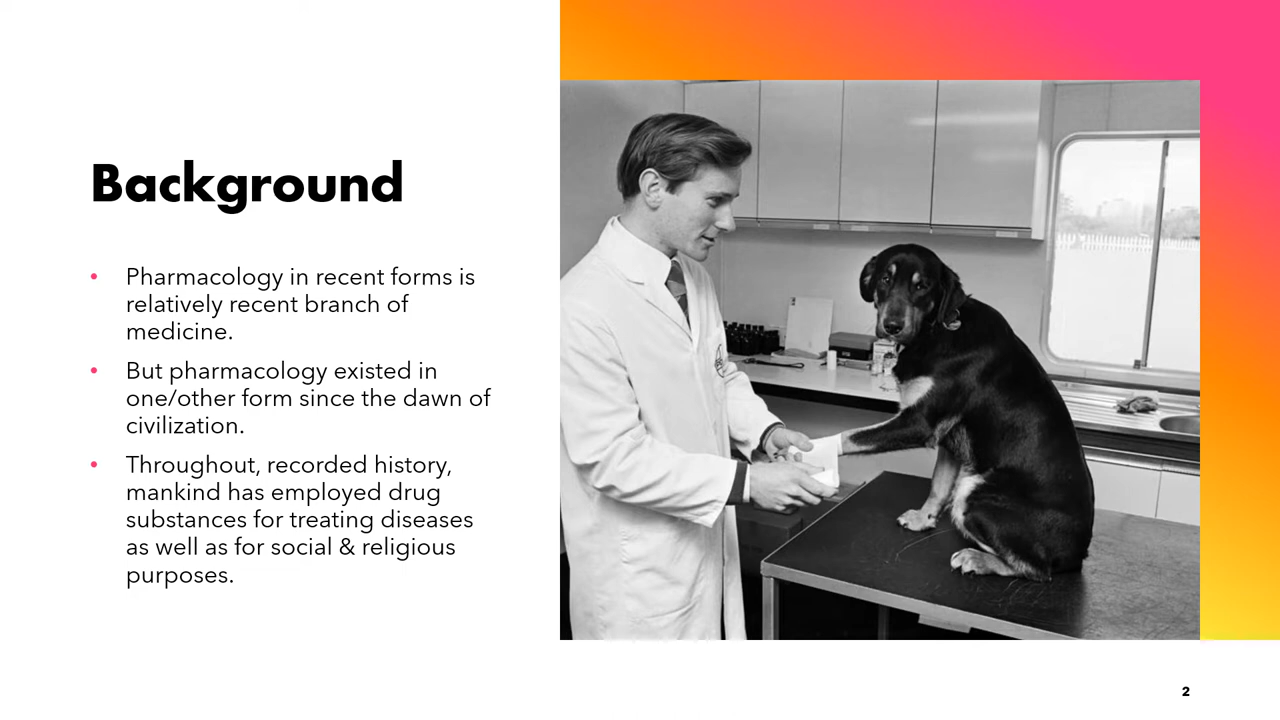 Background
• Pharmacology in recent forms is
relatively recent branch of
medicine.
• But pharmacology existed in
one/other form since the dawn of
civilization.
• Throughout, recorded history,
mankind has employed drug
substances for treating diseases
as well as for social & religious
purposes.
2